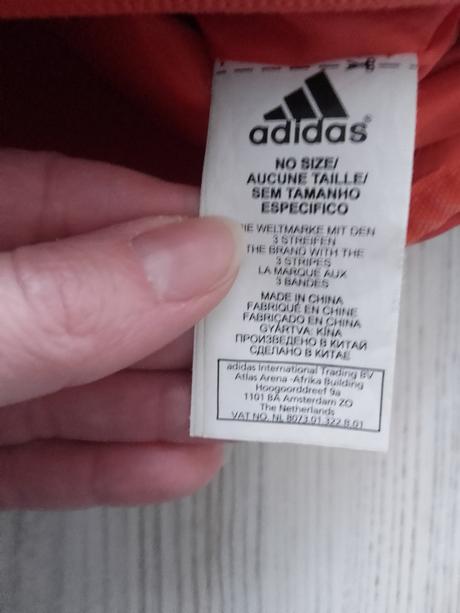 adidas®
NO SIZE/
AUCUNE TAILLE/
SEM TAMANHO
ESPECIFICO
IE WELTMARKE MIT DEN
3 STREIFEN
THE BRAND WITH THE
3 STRIPES
LA MARQUE AUX
3 BANDES
MADE IN CHINA
FABRIQUÉ EN CHINE
FABRICADO EN CHINA
GYÁRTVA: KÍNA
ПРОИЗВЕДЕНО В КИТАЙ
СДЕЛАНО В КИТАЕ
adidas International Trading BV
Atlas Arena -Afrika Building
Hoogoorddreef 9a
1101 BA Amsterdam ZO
The Netherlands
VAT NO. NL 8073.01.322.B.01